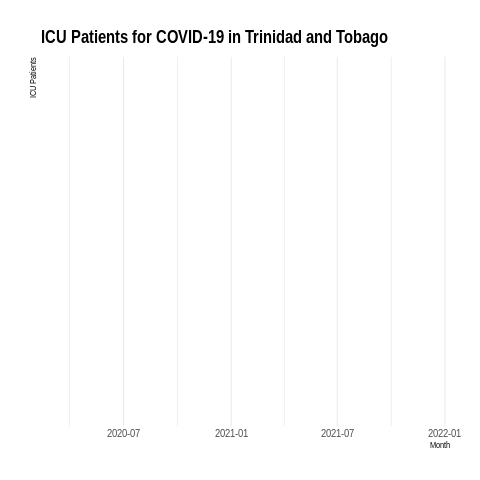 ICU Patients for COVID-19 in Trinidad and Tobago
ICU Patients
2020-07
2021-01
2021-07
2022-01
Month